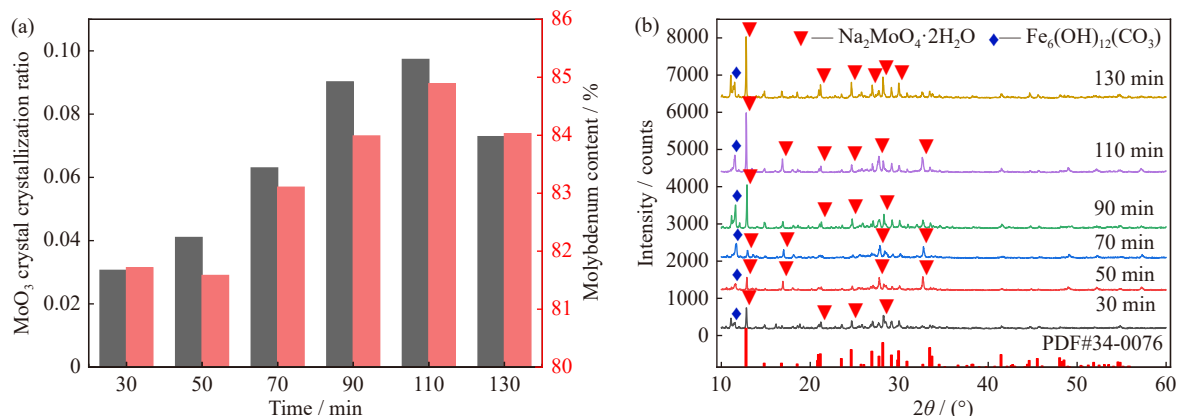 (a)
MoO₃ crystal crystallization ratio
0.10
0.08
0.06
0.04
0.02
0
30 50 70 90 110 130
Time / min
86
85
84
83
82
81
80
Molybdenum content / %
(b)
Na₂MoO₄·2H₂O
Fe₆(OH)₁₂(CO₃)
Intensity / counts
8000
7000
6000
5000
4000
3000
2000
1000
0
130 min
110 min
90 min
70 min
50 min
30 min
PDF#34-0076
10 20 30 40 50 60
2θ / (°)